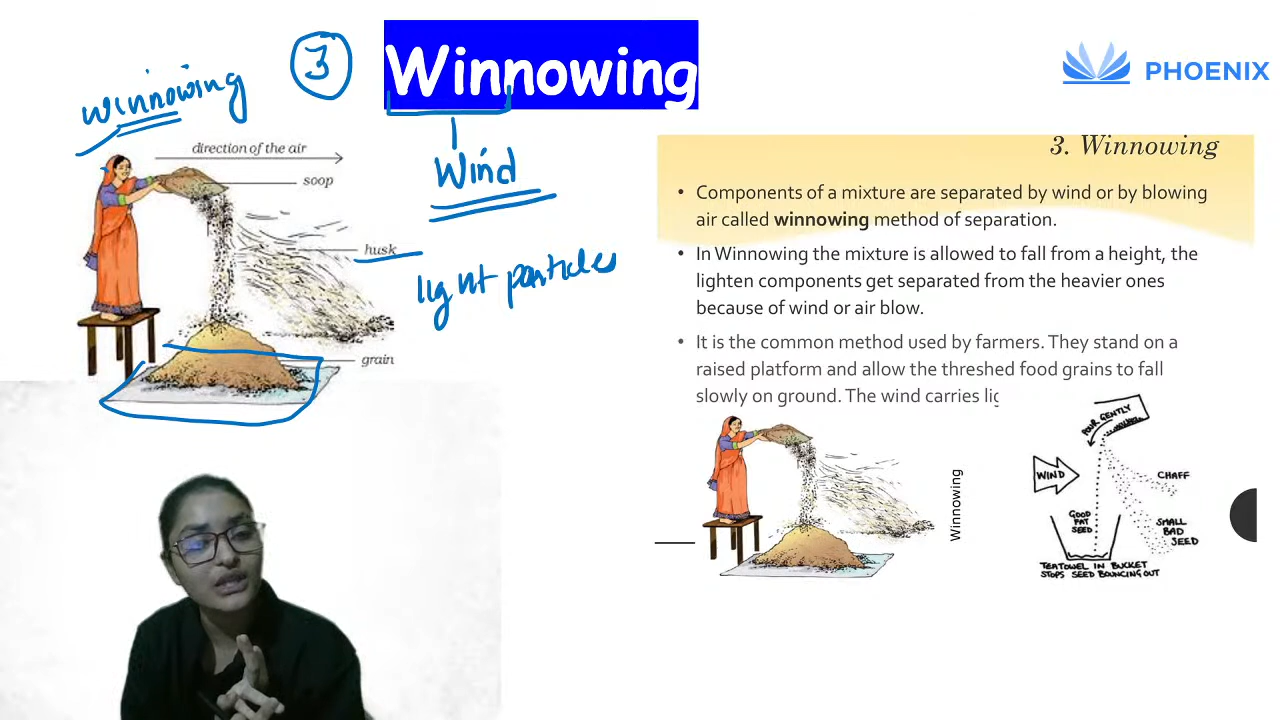 winnowing
3
Winnowing
Wind
direction of the air
soop
husk
light particles
grain
PHOENIX
3. Winnowing
• Components of a mixture are separated by wind or by blowing
air called winnowing method of separation.
• In Winnowing the mixture is allowed to fall from a height, the
lighten components get separated from the heavier ones
because of wind or air blow.
• It is the common method used by farmers. They stand on a
raised platform and allow the threshed food grains to fall
slowly on ground. The wind carries
Winnowing
POUR GENTLY
WIND
CHAFF
GOOD
FAT
SEED
SMALL
BAD
SEED
TEATOWEL IN BUCKET
STOPS SEED BOUNCING OUT